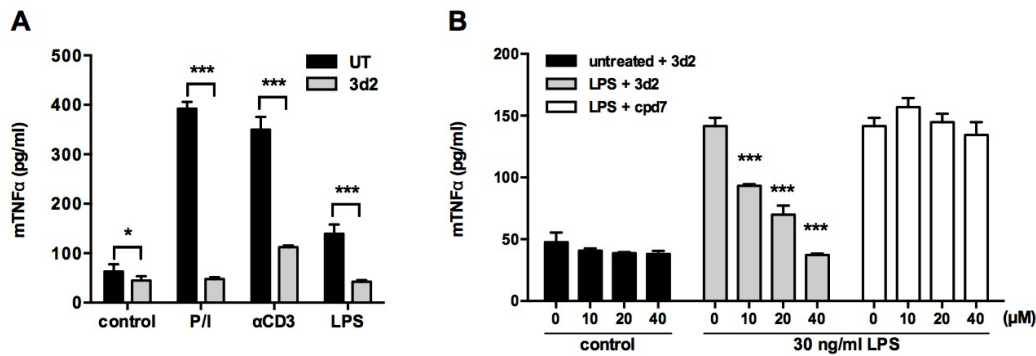 A
mTNFα (pg/ml)
500
400
300
200
100
0
UT
3d2
*
***
***
***
control P/I αCD3 LPS
B
mTNFα (pg/ml)
200
150
100
50
0
untreated + 3d2
LPS + 3d2
LPS + cpd7
***
***
***
0 10 20 40 0 10 20 40 0 10 20 40 (µM)
control 30 ng/ml LPS